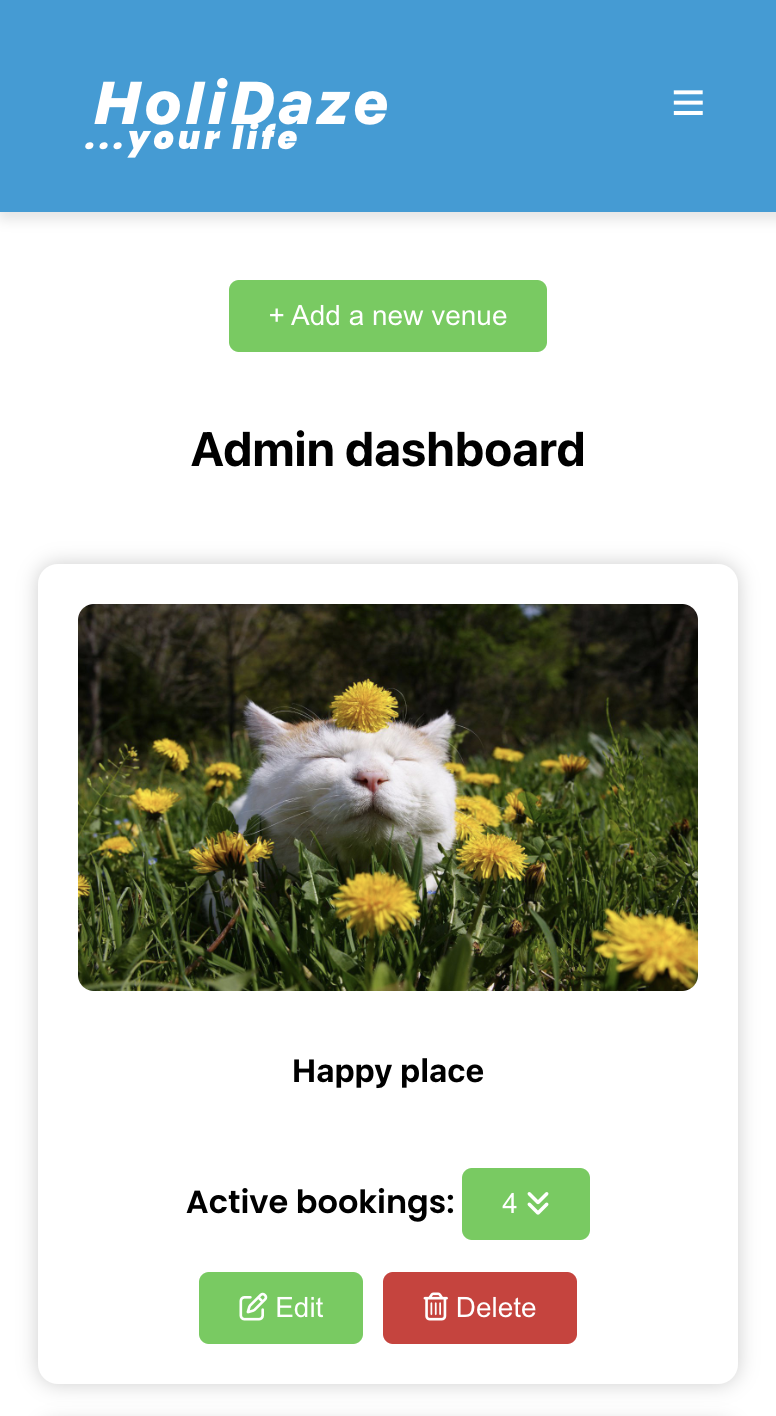 HoliDaze
...your life
+ Add a new venue
Admin dashboard
Happy place
Active bookings: 4
Edit Delete